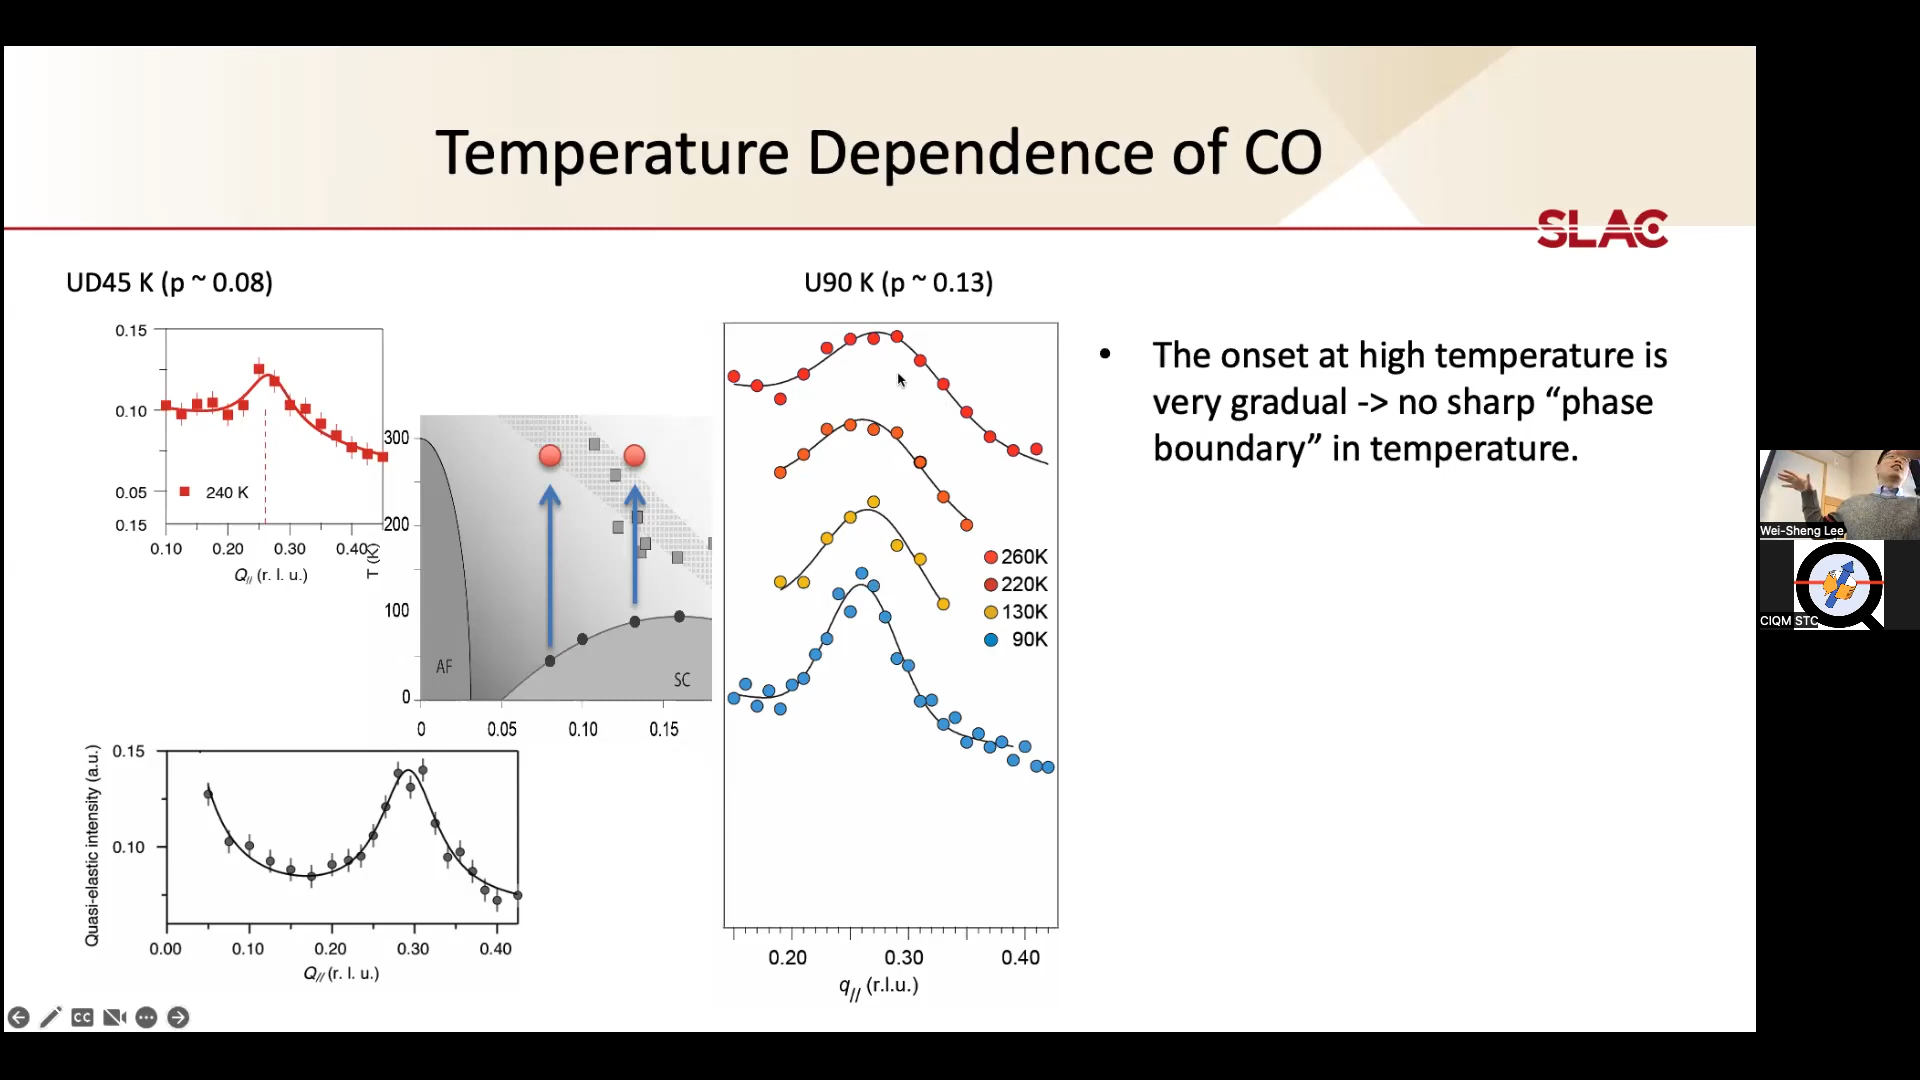 Temperature Dependence of CO
SLAC
UD45 K (p ~ 0.08)
U90 K (p ~ 0.13)
0.15
0.10
0.05
0.15
240 K
0.10 0.20 0.30 0.40
Q// (r. l. u.)
T (K)
300
200
100
0
AF
SC
0 0.05 0.10 0.15
260K
220K
130K
90K
0.20 0.30 0.40
q// (r.l.u.)
• The onset at high temperature is
very gradual -> no sharp “phase
boundary” in temperature.
Quasi-elastic intensity (a.u.)
0.15
0.10
0.00 0.10 0.20 0.30 0.40
Q// (r. l. u.)
CC
Wei-Sheng Lee
CIQM STC